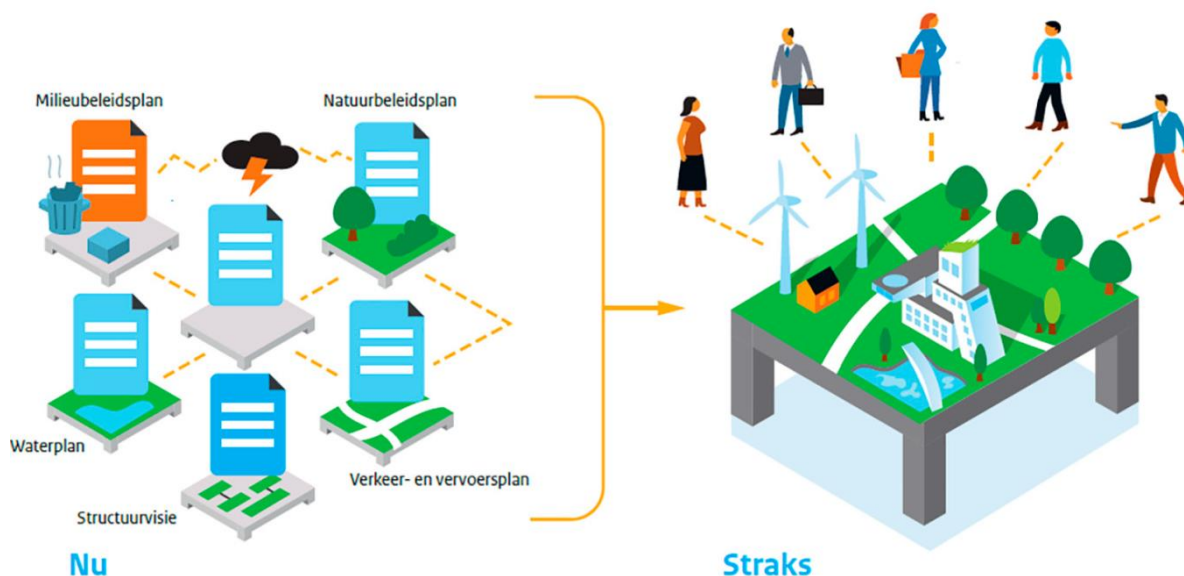 Milieubeleidsplan
Natuurbeleidsplan
Waterplan
Verkeer- en vervoersplan
Structuurvisie
Nu
Straks